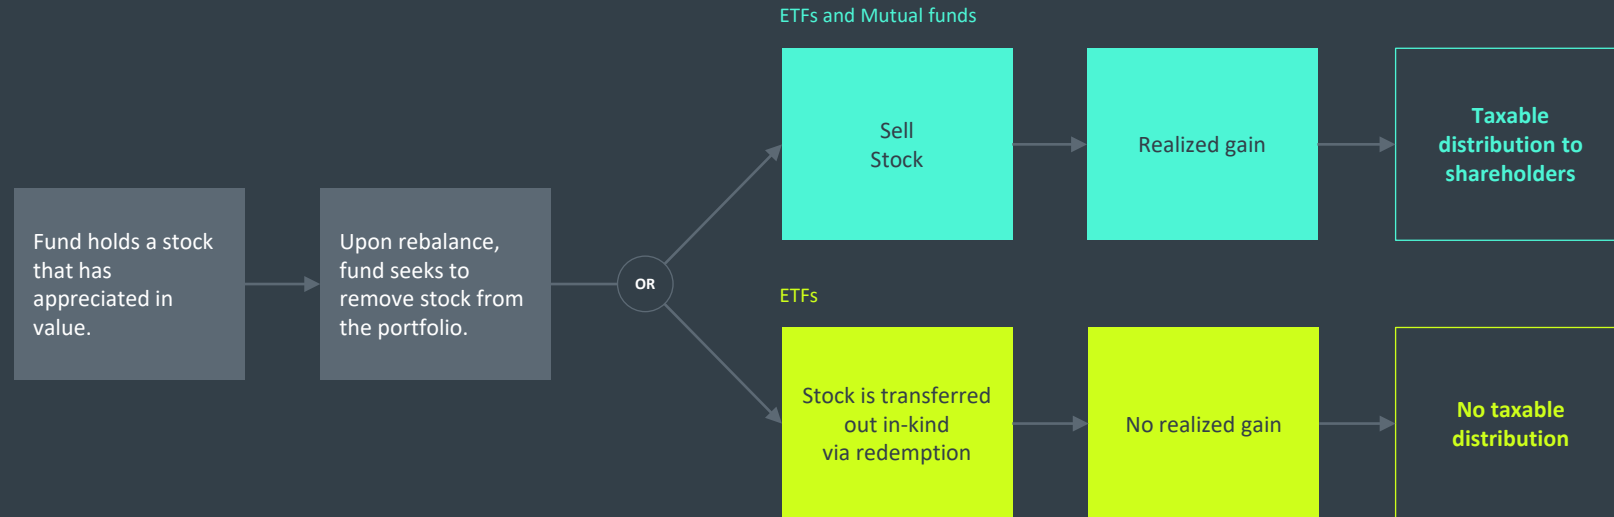 ETFs and Mutual funds
Sell
Stock
Realized gain
Taxable
distribution to
shareholders
Fund holds a stock
that has
appreciated in
value.
Upon rebalance,
fund seeks to
remove stock from
the portfolio.
OR
ETFs
Stock is transferred
out in-kind
via redemption
No realized gain
No taxable
distribution